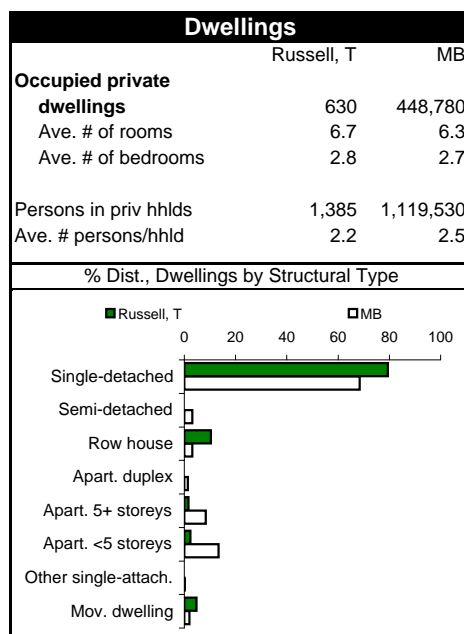 Dwellings
Russell, T MB
Occupied private
dwellings 630 448,780
Ave. # of rooms 6.7 6.3
Ave. # of bedrooms 2.8 2.7
Persons in priv hhlds 1,385 1,119,530
Ave. # persons/hhld 2.2 2.5
% Dist., Dwellings by Structural Type
Russell, T MB
0 20 40 60 80 100
Single-detached
Semi-detached
Row house
Apart. duplex
Apart. 5+ storeys
Apart. <5 storeys
Other single-attach.
Mov. dwelling